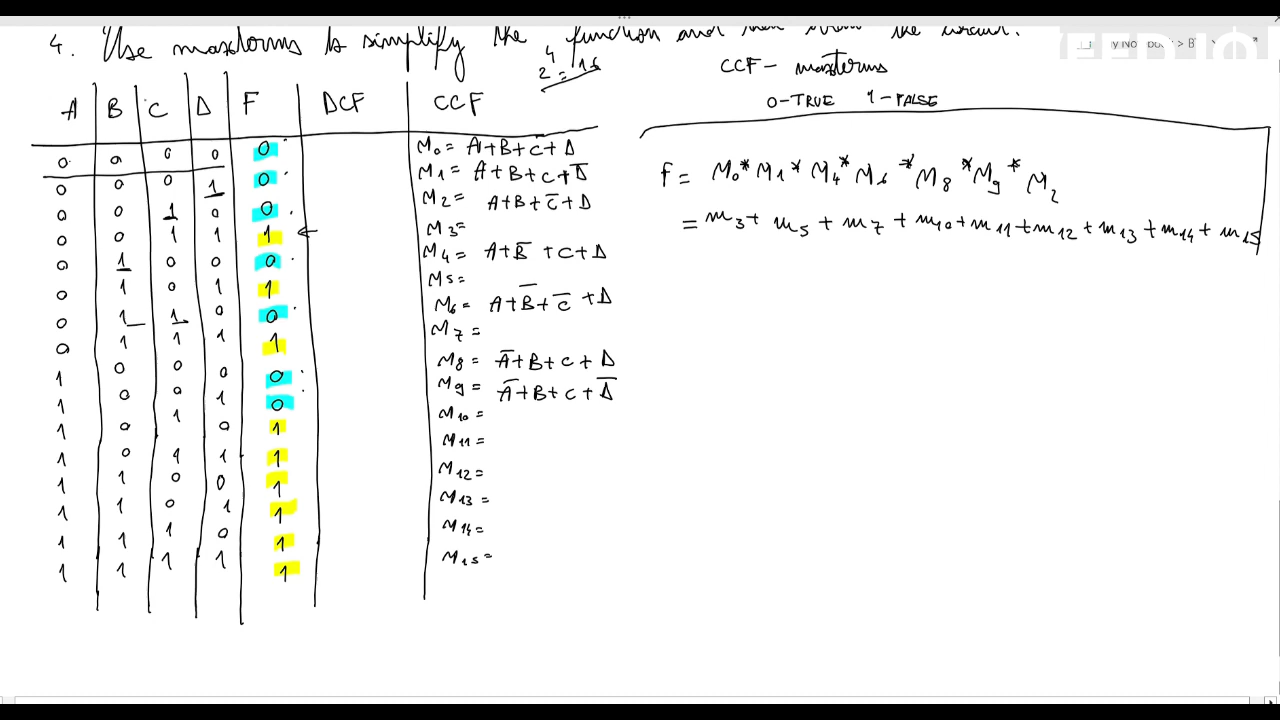 4. Use maxterms to simplify the function and then draw the circuit.
2⁴ = 16
CCF - maxterms
0-TRUE 1-FALSE
A B C D F DCF CCF
0 0 0 0 0 M₀= A+B+C+D
0 0 0 1 0 M₁= A+B+C+D̅
0 0 1 0 0 M₂= A+B+C̅+D
0 0 1 1 1 ← M₃=
0 1 0 0 0 M₄= A+B̅+C+D
0 1 0 1 1 M₅=
0 1 1 0 0 M₆= A+B̅+C̅+D
0 1 1 1 1 M₇=
1 0 0 0 0 M₈= A̅+B+C+D
1 0 0 1 0 M₉= A̅+B+C+D̅
1 0 1 0 1 M₁₀=
1 0 1 1 1 M₁₁=
1 1 0 0 1 M₁₂=
1 1 0 1 1 M₁₃=
1 1 1 0 1 M₁₄=
1 1 1 1 1 M₁₅=
F = M₀*M₁*M₄*M₆*M₈*M₉*M₂
= m₃+m₅+m₇+m₁₀+m₁₁+m₁₂+m₁₃+m₁₄+m₁₅